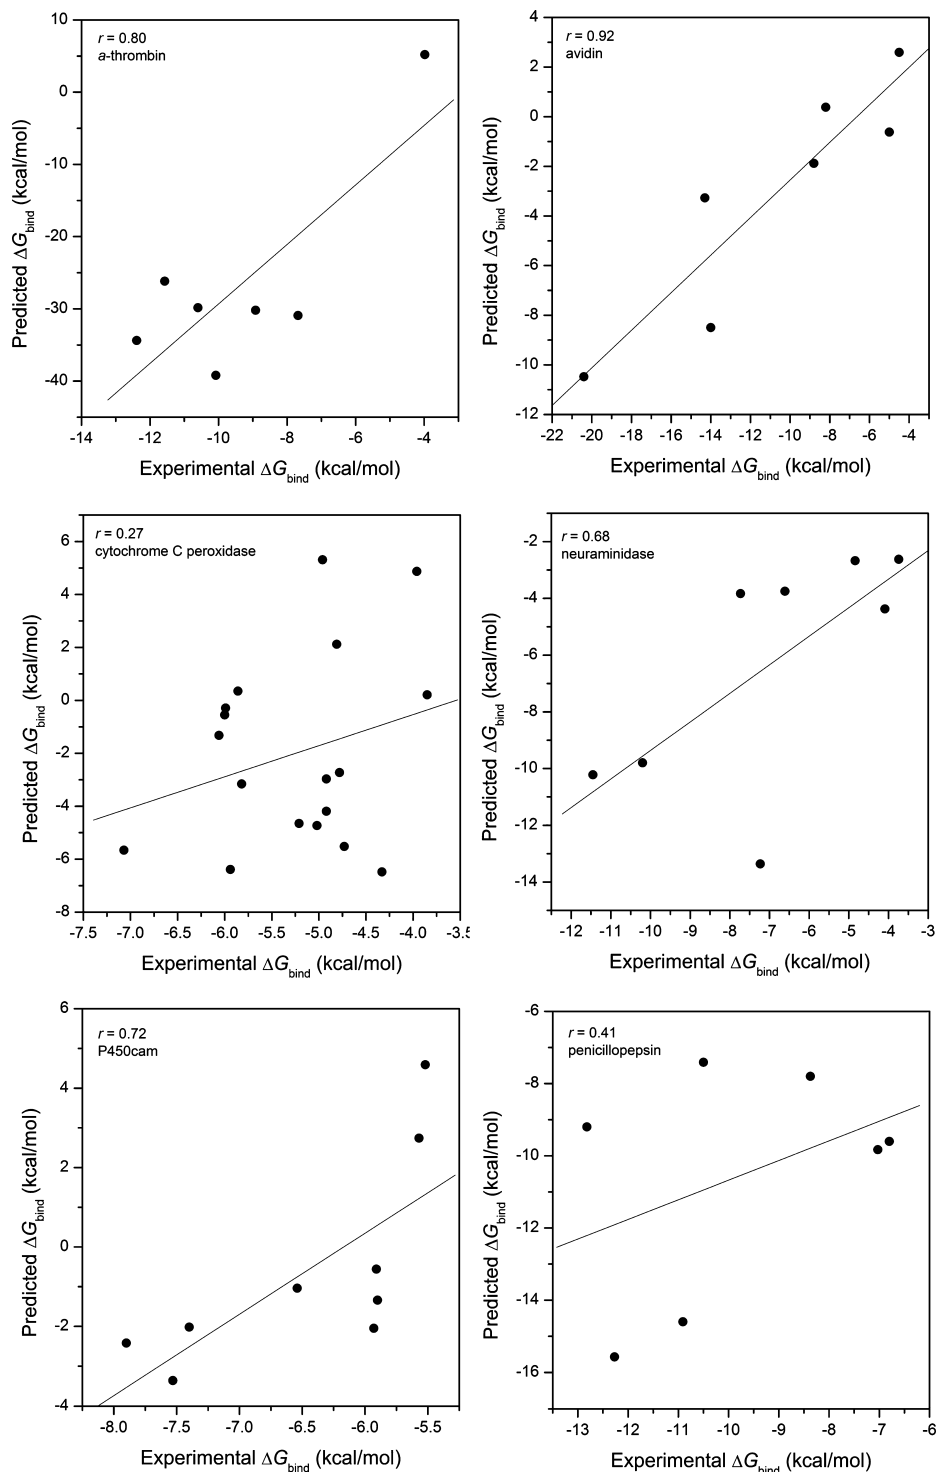 r = 0.80
a-thrombin
10
0
-10
-20
-30
-40
-14 -12 -10 -8 -6 -4
Predicted ΔGbind (kcal/mol)
Experimental ΔGbind (kcal/mol)
r = 0.92
avidin
4
2
0
-2
-4
-6
-8
-10
-12
-22 -20 -18 -16 -14 -12 -10 -8 -6 -4
Predicted ΔGbind (kcal/mol)
Experimental ΔGbind (kcal/mol)
r = 0.27
cytochrome C peroxidase
6
4
2
0
-2
-4
-6
-8
-7.5 -7.0 -6.5 -6.0 -5.5 -5.0 -4.5 -4.0 -3.5
Predicted ΔGbind (kcal/mol)
Experimental ΔGbind (kcal/mol)
r = 0.68
neuraminidase
-2
-4
-6
-8
-10
-12
-14
-12 -11 -10 -9 -8 -7 -6 -5 -4 -3
Predicted ΔGbind (kcal/mol)
Experimental ΔGbind (kcal/mol)
r = 0.72
P450cam
6
4
2
0
-2
-4
-8.0 -7.5 -7.0 -6.5 -6.0 -5.5
Predicted ΔGbind (kcal/mol)
Experimental ΔGbind (kcal/mol)
r = 0.41
penicillopepsin
-6
-8
-10
-12
-14
-16
-13 -12 -11 -10 -9 -8 -7 -6
Predicted ΔGbind (kcal/mol)
Experimental ΔGbind (kcal/mol)